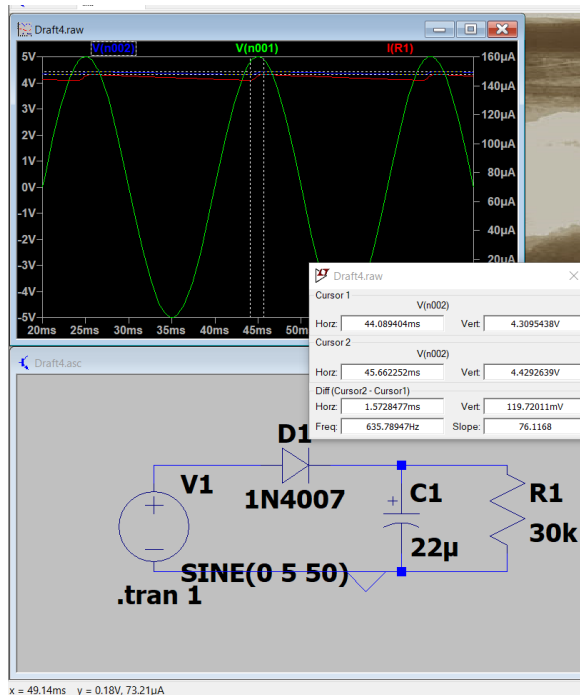 Draft4.raw
V(n002) V(n001) I(R1)
5V 160µA
4V 140µA
3V 120µA
2V
1V 100µA
0V 80µA
-1V 60µA
-2V 40µA
-3V 20µA
-4V
-5V
20ms 25ms 30ms 35ms 40ms 45ms 50m
Draft4.raw
Cursor 1
V(n002)
Horz: 44.089404ms Vert: 4.3095438V
Cursor 2
V(n002)
Horz: 45.662252ms Vert: 4.4292639V
Diff (Cursor2 - Cursor1)
Horz: 1.5728477ms Vert: 119.72011mV
Freq: 635.78947Hz Slope: 76.1168
Draft4.asc
D1
V1 1N4007 C1 R1
22µ 30k
SINE(0 5 50)
.tran 1
x = 49.14ms y = 0.18V, 73.21µA